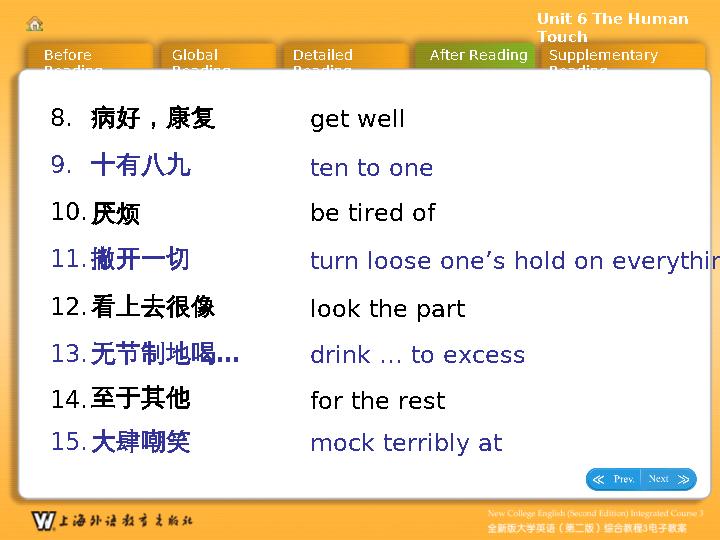 Unit 6 The Human
Touch
Before
Reading
Global
Reading
Detailed
Reading
After Reading
Supplementary
Reading
8. 病好，康复 get well
9. 十有八九 ten to one
10. 厌烦 be tired of
11. 撇开一切 turn loose one’s hold on everythin
12. 看上去很像 look the part
13. 无节制地喝… drink … to excess
14. 至于其他 for the rest
15. 大肆嘲笑 mock terribly at
Prev. Next
上海外语教育出版社
New College English (Second Edition) Integrated Course 3
全新版大学英语（第二版）综合教程3电子教案